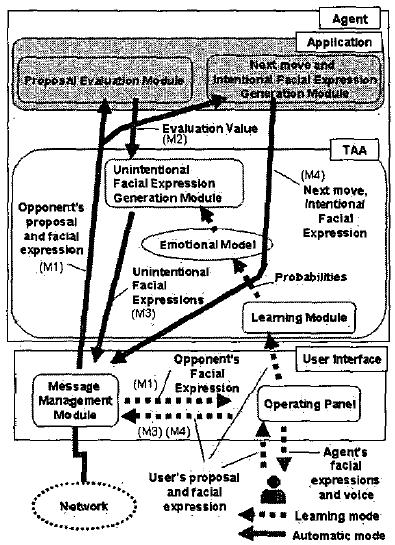 Agent
Application
Proposal Evaluation Module
Next move and
Intentional Facial Expression
Generation Module
Evaluation Value
(M2)
TAA
Unintentional
Facial Expression
Generation Module
(M4)
Next move,
Intentional
Facial
Expression
Opponent's
proposal
and facial
expression
(M1)
Emotional Model
Unintentional
Facial
Expressions
(M3)
Probabilities
Learning Module
User Interface
Opponent's
Facial
Expression
(M1)
Message
Management
Module
Operating Panel
(M3) (M4)
User's proposal
and facial
expression
Agent's
facial
expressions
and voice
Network
Learning mode
Automatic mode